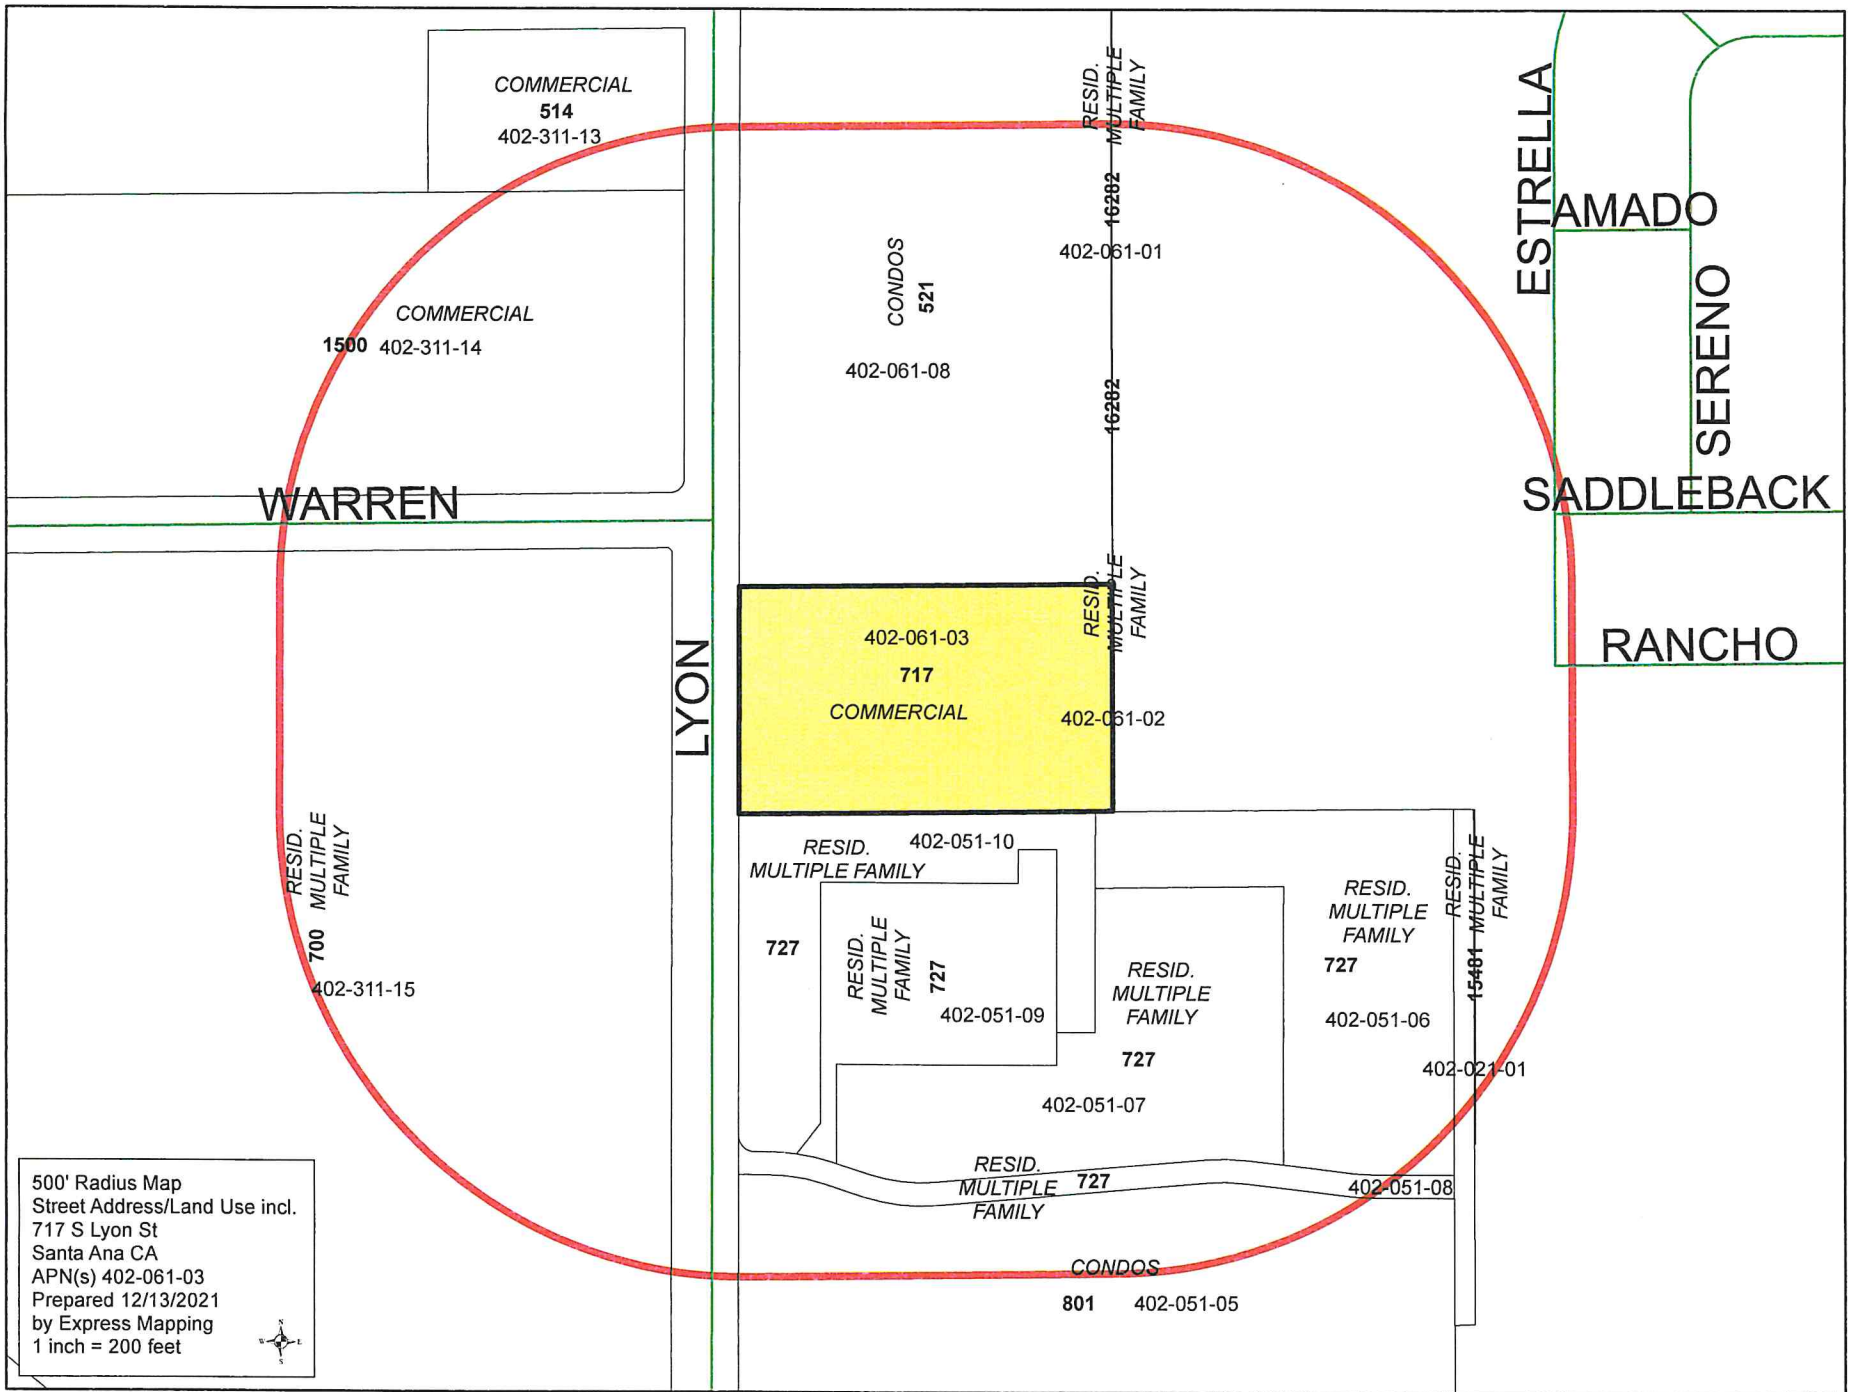 COMMERCIAL
514
402-311-13
RESID.
MULTIPLE
FAMILY
16282
402-061-01
ESTRELLA
AMADO
SERENO
CONDOS
521
402-061-08
COMMERCIAL
1500 402-311-14
16282
WARREN
SADDLEBACK
RANCHO
LYON
402-061-03
717
COMMERCIAL
RESID.
MULTIPLE
FAMILY
402-061-02
RESID.
MULTIPLE
FAMILY
700
402-311-15
RESID.
MULTIPLE FAMILY
402-051-10
727
RESID.
MULTIPLE
FAMILY
727
402-051-09
RESID.
MULTIPLE
FAMILY
727
402-051-07
RESID.
MULTIPLE
FAMILY
727
402-051-06
RESID.
MULTIPLE
FAMILY
15481
402-021-01
RESID.
MULTIPLE
FAMILY
727
402-051-08
CONDOS
801 402-051-05
500' Radius Map
Street Address/Land Use incl.
717 S Lyon St
Santa Ana CA
APN(s) 402-061-03
Prepared 12/13/2021
by Express Mapping
1 inch = 200 feet
N
W E
S